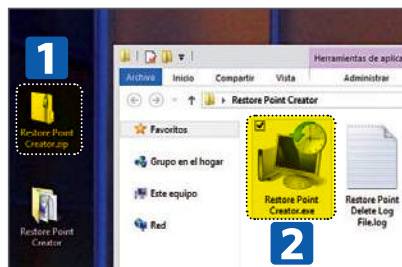 1
Restore Point
Creator.zip
Restore Point
Creator
Herramientas de aplica
Archivo Inicio Compartir Vista Administrar
Restore Point Creator
Favoritos
Grupo en el hogar
Este equipo
Red
Restore Point
Creator.exe
2
Restore Point
Delete Log
File.log